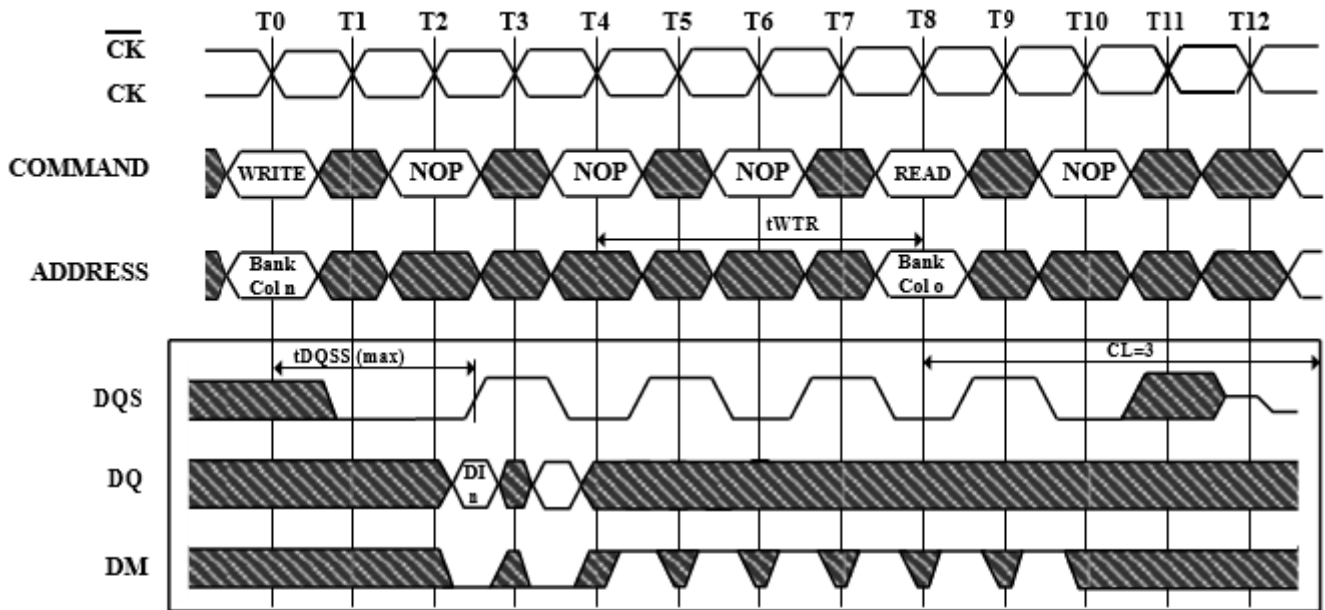 T0 T1 T2 T3 T4 T5 T6 T7 T8 T9 T10 T11 T12
CK
CK
COMMAND WRITE NOP NOP NOP READ NOP
tWTR
ADDRESS Bank Col n Bank Col o
tDQSS (max) CL=3
DQS
DQ DI n
DM